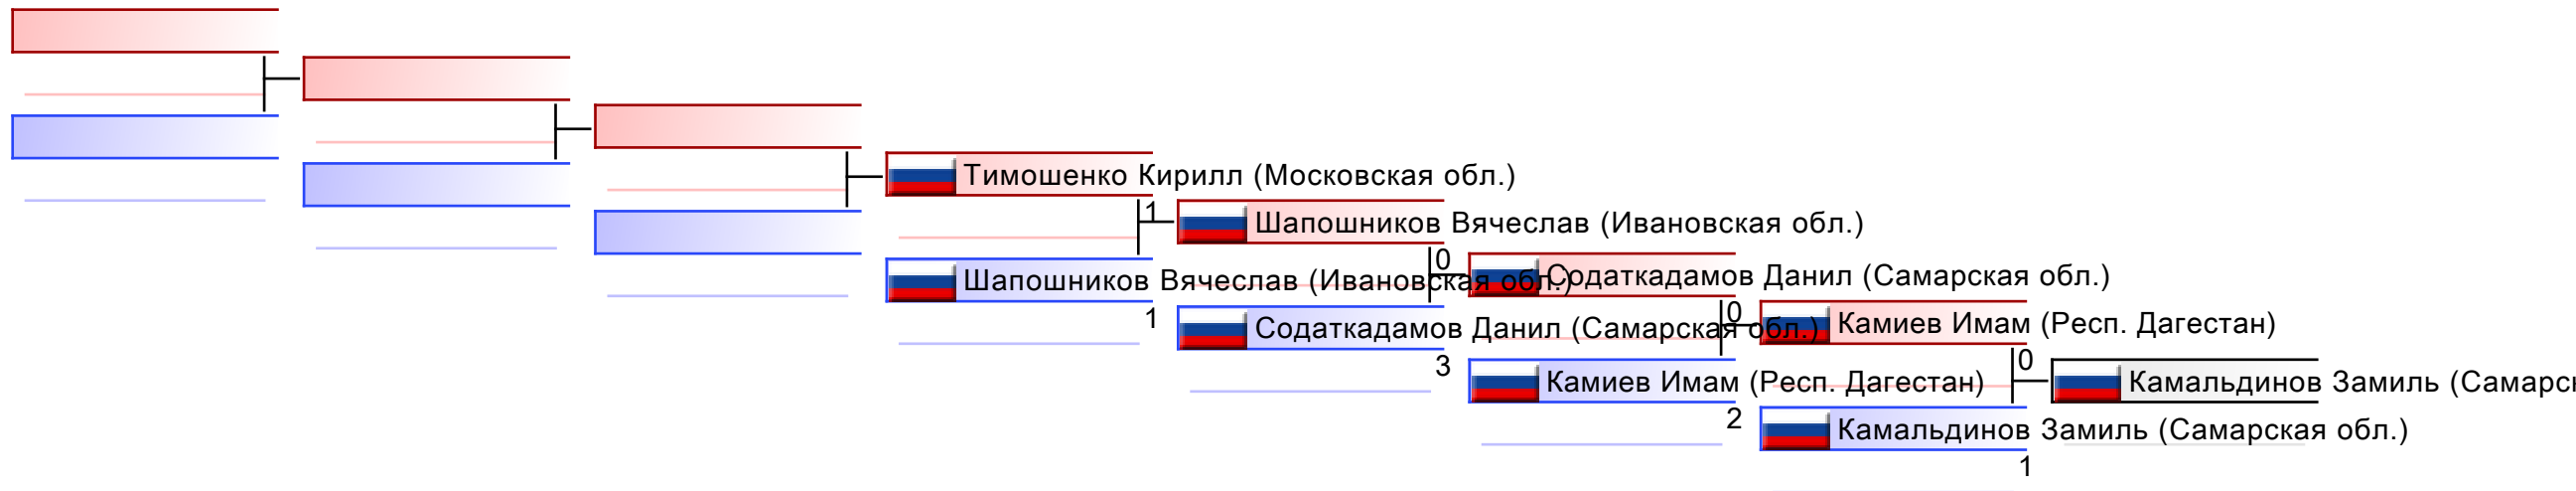 Тимошенко Кирилл (Московская обл.)
1
Шапошников Вячеслав (Ивановская обл.)
0
Шапошников Вячеслав (Ивановская обл.)
Содаткадамов Данил (Самарская обл.)
0
1
Содаткадамов Данил (Самарская обл.)
Камиев Имам (Респ. Дагестан)
0
3
Камиев Имам (Респ. Дагестан)
Камальдинов Замиль (Самарск
2
Камальдинов Замиль (Самарская обл.)
1